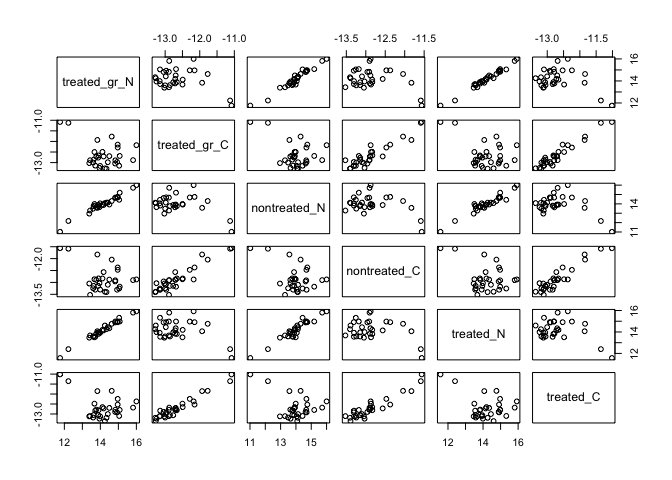 -13.0 -12.0 -11.0 -13.5 -12.5 -11.5 -13.0 -11.5
treated_gr_N 12 14 16
-13.0 -11.0 treated_gr_C
nontreated_N 11 14
-13.5 -12.0 nontreated_C
treated_N 12 14 16
-13.0 -11.0 treated_C
12 14 16 11 13 15 12 14 16